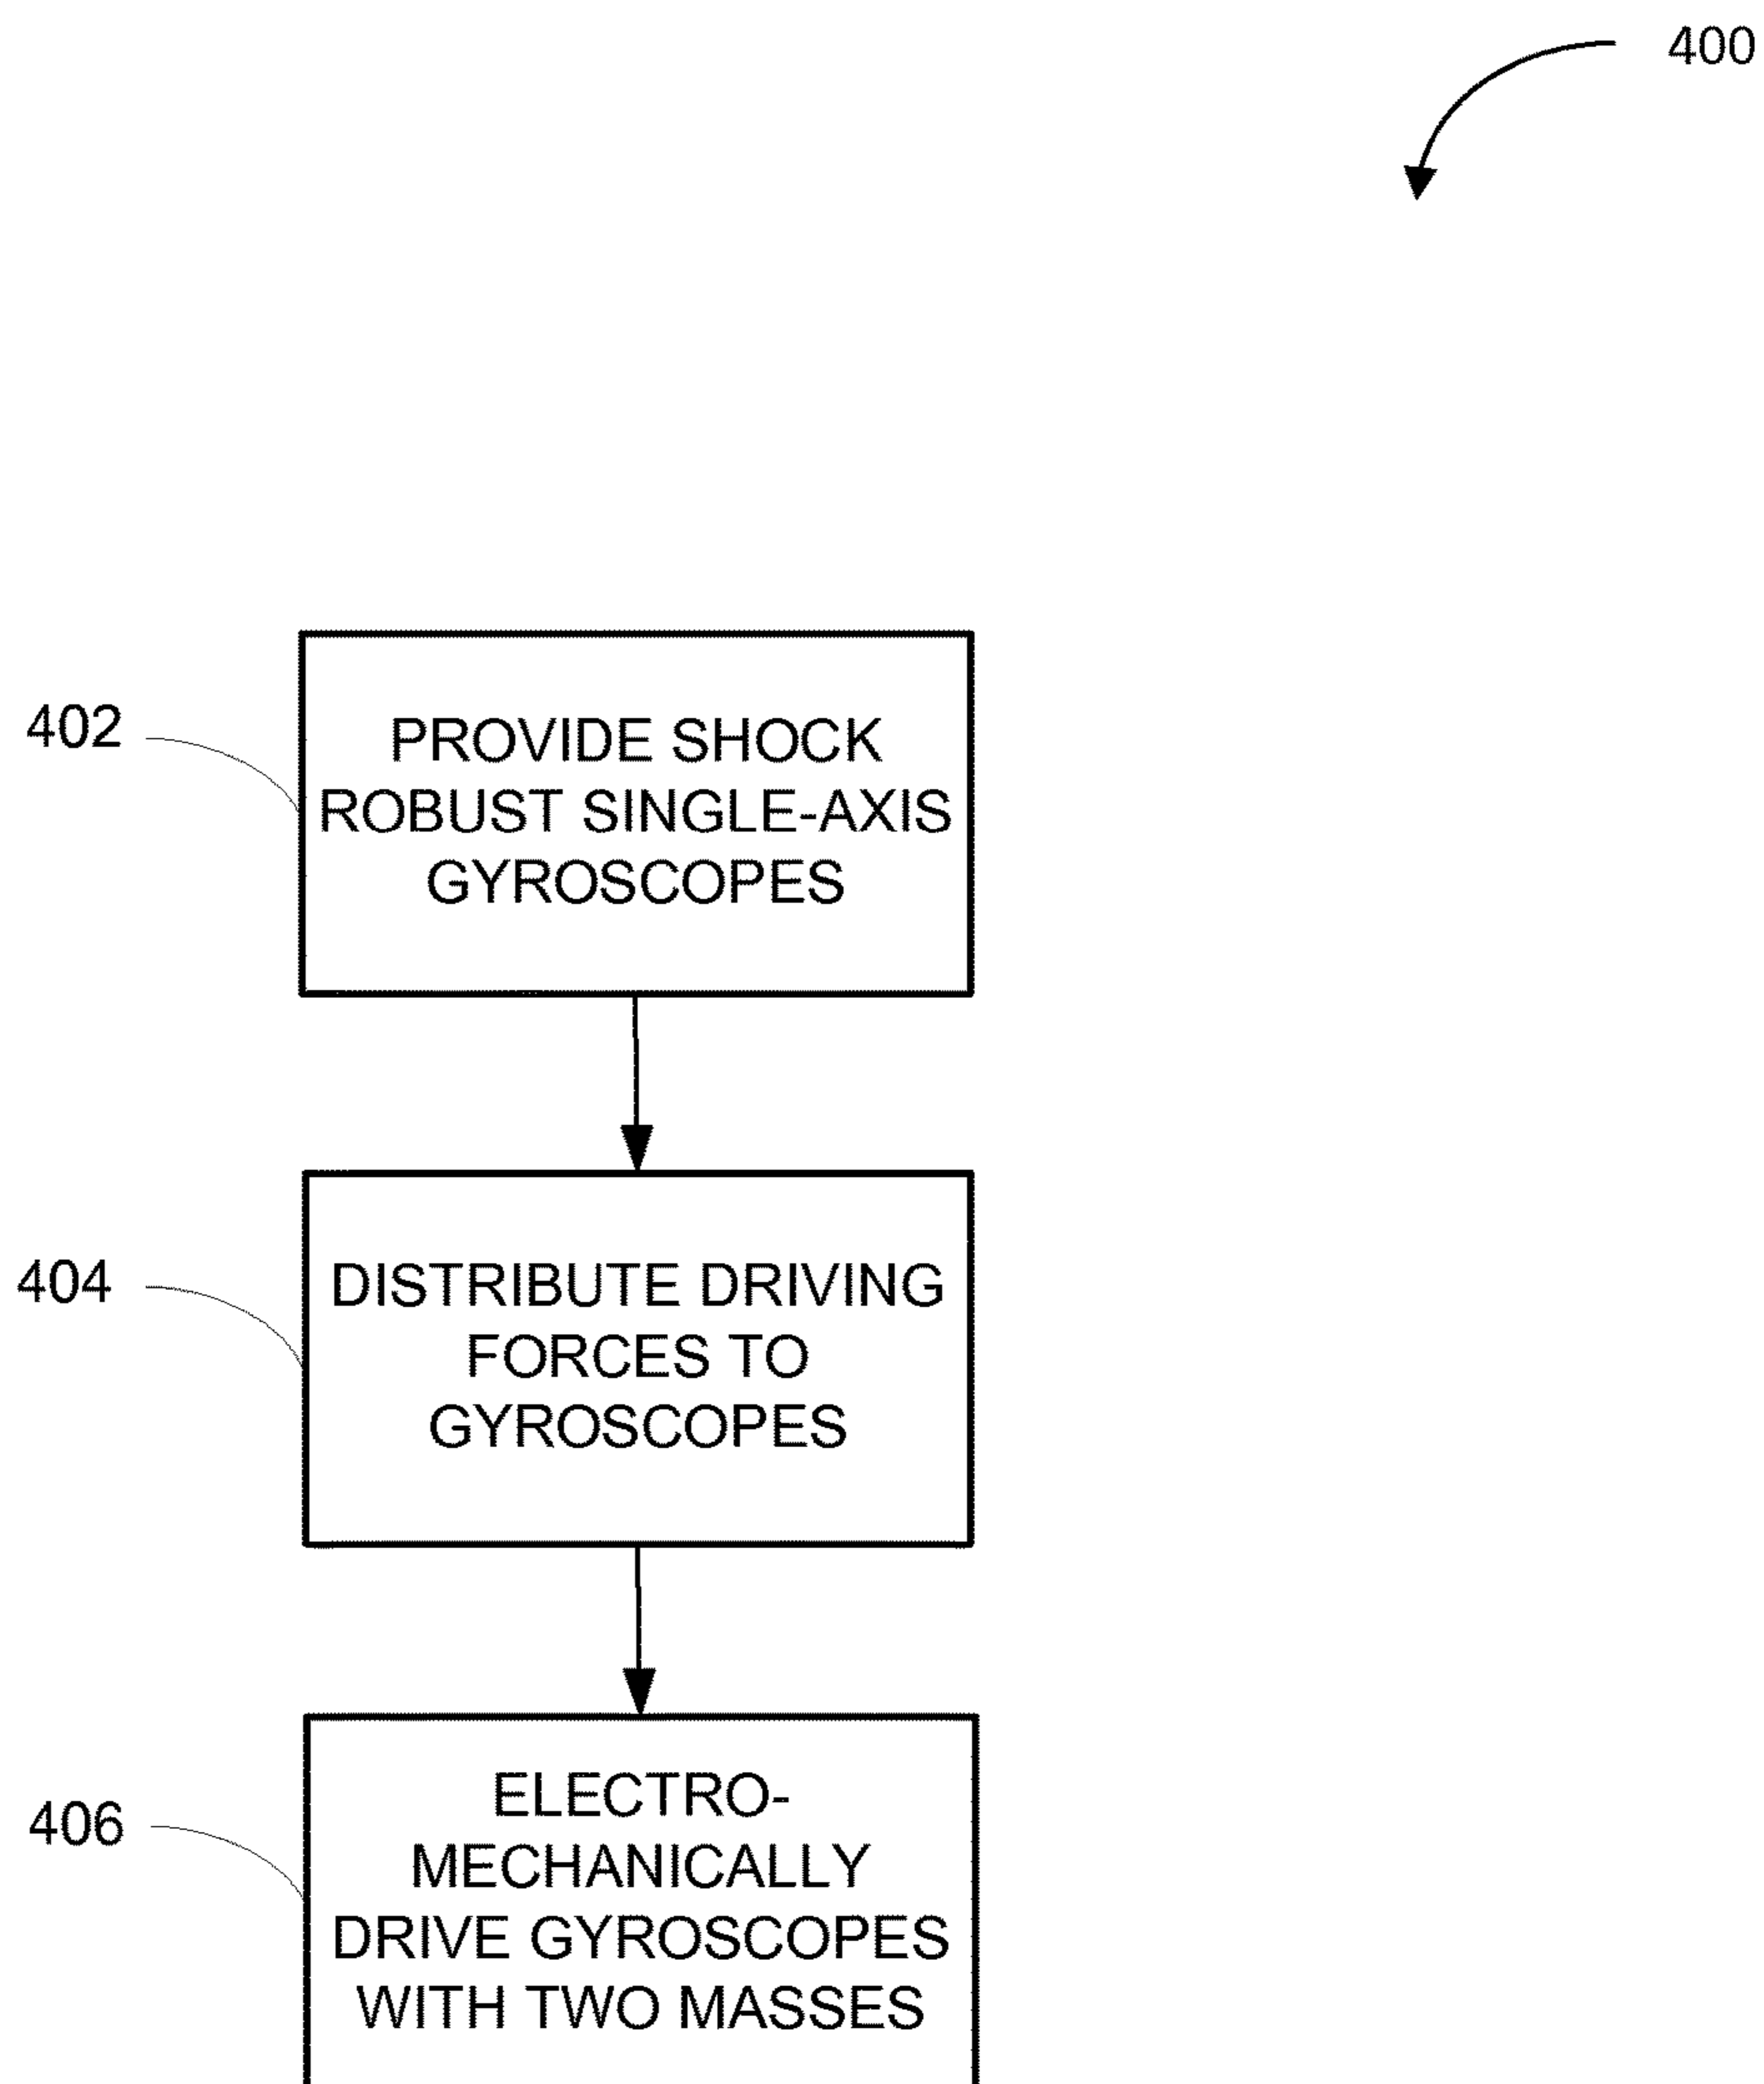 400
402
PROVIDE SHOCK
ROBUST SINGLE-AXIS
GYROSCOPES
404
DISTRIBUTE DRIVING
FORCES TO
GYROSCOPES
406
ELECTRO-
MECHANICALLY
DRIVE GYROSCOPES
WITH TWO MASSES